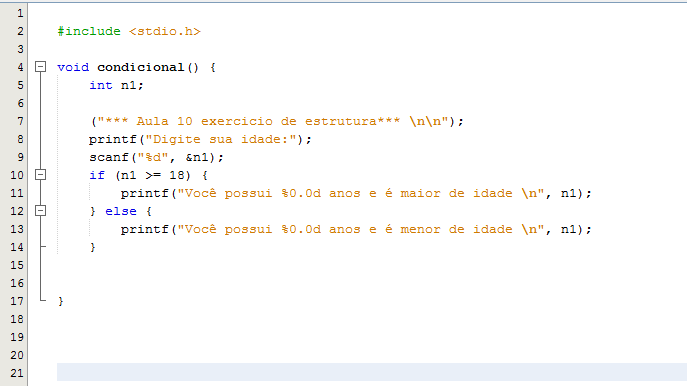 1
2 #include <stdio.h>
3
4 void condicional() {
5 int n1;
6
7 ("*** Aula 10 exercicio de estrutura*** \n\n");
8 printf("Digite sua idade:");
9 scanf("%d", &n1);
10 if (n1 >= 18) {
11 printf("Você possui %0.0d anos e é maior de idade \n", n1);
12 } else {
13 printf("Você possui %0.0d anos e é menor de idade \n", n1);
14 }
15
16
17 }
18
19
20
21